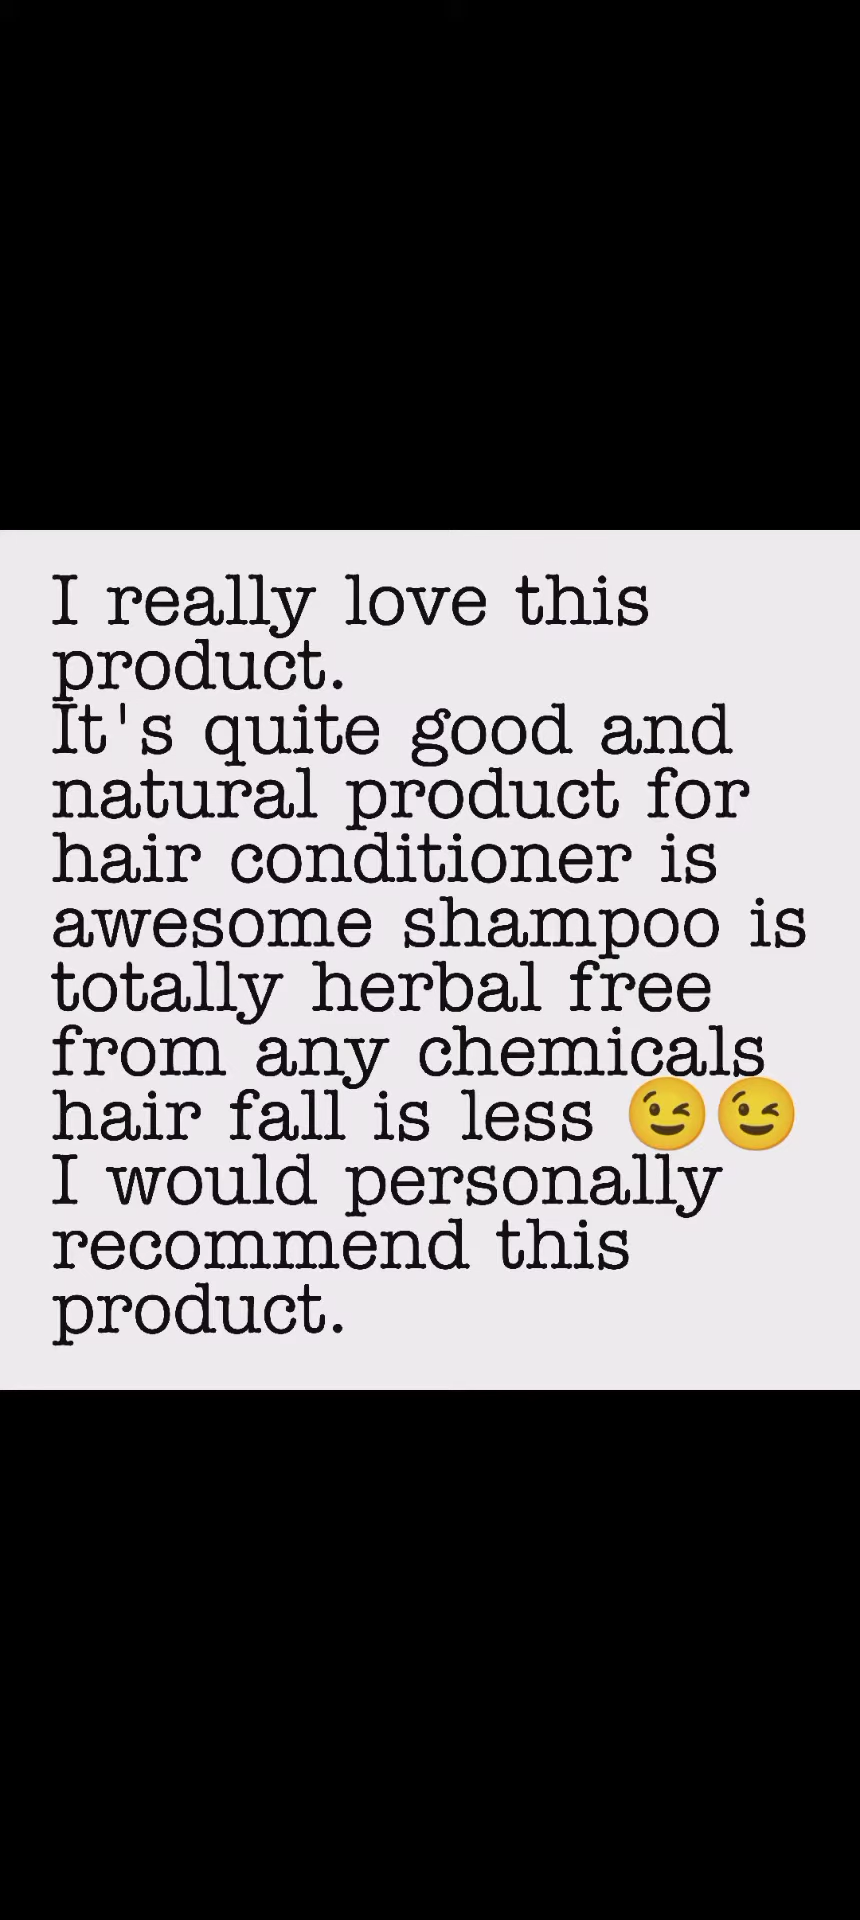 I really love this
product.
It's quite good and
natural product for
hair conditioner is
awesome shampoo is
totally herbal free
from any chemicals
hair fall is less 😉😉
I would personally
recommend this
product.